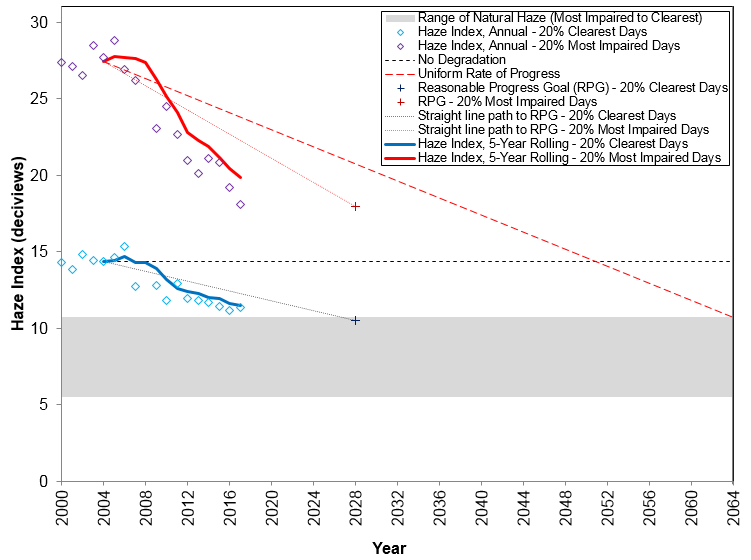 Range of Natural Haze (Most Impaired to Clearest)
Haze Index, Annual - 20% Clearest Days
Haze Index, Annual - 20% Most Impaired Days
No Degradation
Uniform Rate of Progress
Reasonable Progress Goal (RPG) - 20% Clearest Days
RPG - 20% Most Impaired Days
Straight line path to RPG - 20% Clearest Days
Straight line path to RPG - 20% Most Impaired Days
Haze Index, 5-Year Rolling - 20% Clearest Days
Haze Index, 5-Year Rolling - 20% Most Impaired Days
Haze Index (deciviews)
30
25
20
15
10
5
0
2000 2004 2008 2012 2016 2020 2024 2028 2032 2036 2040 2044 2048 2052 2056 2060 2064
Year